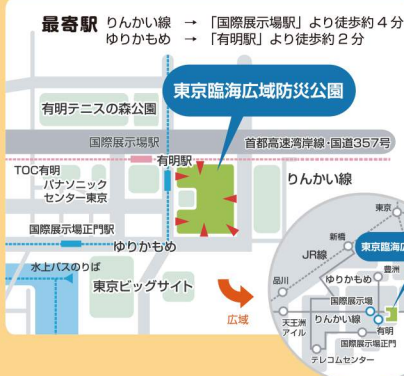 最寄駅 りんかい線 → 「国際展示場駅」より徒歩約4分
ゆりかもめ → 「有明駅」より徒歩約2分
東京臨海広域防災公園
有明テニスの森公園
国際展示場駅
首都高速湾岸線・国道357号
有明駅
TOC有明
パナソニック
センター東京
りんかい線
国際展示場正門駅
ゆりかもめ
水上バスのりば
東京ビッグサイト
広域
東京
新橋
JR線
東京臨海広
豊洲
品川
ゆりかもめ
国際展示場
天王洲
アイル
りんかい線
有明
国際展示場正門
テレコムセンター